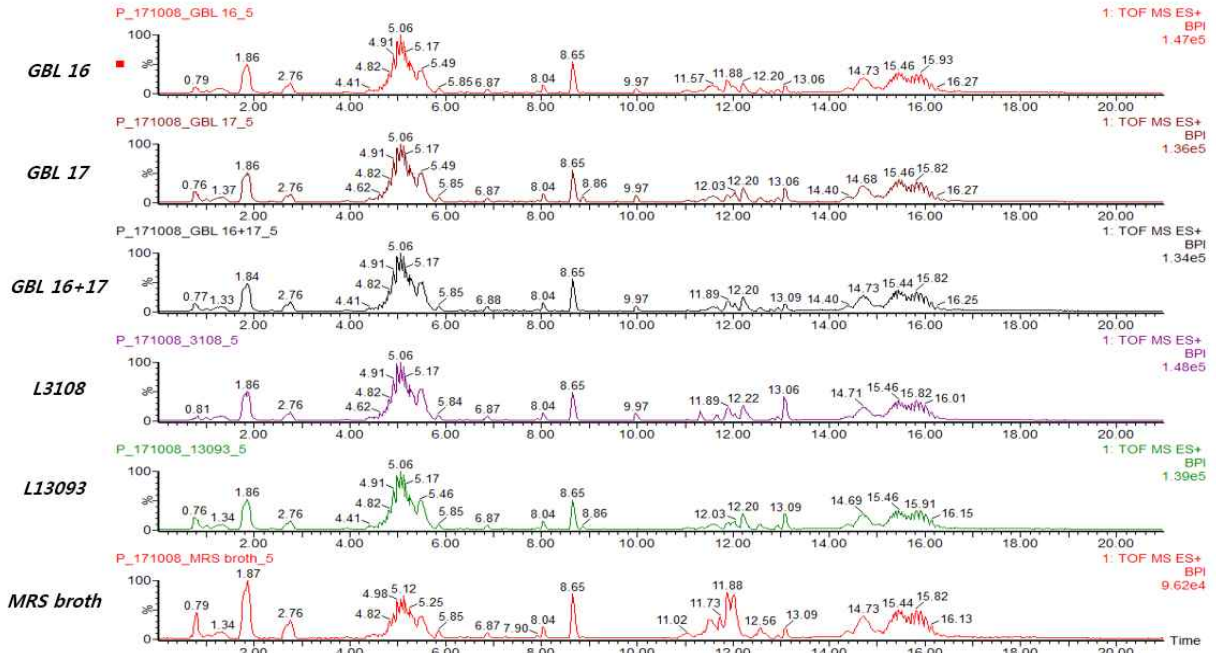 P_171008_GBL 16_5
1: TOF MS ES+
BPI
1.47e5
GBL 16
100
%
0
0.79 1.86 2.76 4.41 4.82 4.91 5.06 5.17 5.49 5.85 6.87 8.04 8.65 9.97 11.57 11.88 12.20 13.06 14.73 15.46 15.93 16.27
2.00 4.00 6.00 8.00 10.00 12.00 14.00 16.00 18.00 20.00
P_171008_GBL 17_5
1: TOF MS ES+
BPI
1.36e5
GBL 17
100
%
0
0.76 1.37 1.86 2.76 4.62 4.82 4.91 5.06 5.17 5.49 5.85 6.87 8.04 8.65 8.86 9.97 12.03 12.20 13.06 14.40 14.68 15.46 15.82 16.27
2.00 4.00 6.00 8.00 10.00 12.00 14.00 16.00 18.00 20.00
P_171008_GBL 16+17_5
1: TOF MS ES+
BPI
1.34e5
GBL 16+17
100
%
0
0.77 1.33 1.84 2.76 4.41 4.82 4.91 5.06 5.17 5.85 6.88 8.04 8.65 9.97 11.89 12.20 13.09 14.40 14.73 15.44 15.82 16.25
2.00 4.00 6.00 8.00 10.00 12.00 14.00 16.00 18.00 20.00
P_171008_3108_5
1: TOF MS ES+
BPI
1.48e5
L3108
100
%
0
0.81 1.86 2.76 4.62 4.82 4.91 5.06 5.17 5.84 6.87 8.04 8.65 9.97 11.89 12.22 13.06 14.71 15.46 15.82 16.01
2.00 4.00 6.00 8.00 10.00 12.00 14.00 16.00 18.00 20.00
P_171008_13093_5
1: TOF MS ES+
BPI
1.39e5
L13093
100
%
0
0.76 1.34 1.86 2.76 4.41 4.82 4.91 5.06 5.17 5.46 5.85 6.87 8.04 8.65 8.86 12.03 12.20 13.09 14.69 15.46 15.91 16.15
2.00 4.00 6.00 8.00 10.00 12.00 14.00 16.00 18.00 20.00
P_171008_MRS broth_5
1: TOF MS ES+
BPI
9.62e4
MRS broth
100
%
0
0.79 1.34 1.87 2.76 4.82 4.98 5.12 5.25 5.85 6.87 7.90 8.04 8.65 11.02 11.73 11.88 12.56 13.09 14.73 15.44 15.82 16.13
2.00 4.00 6.00 8.00 10.00 12.00 14.00 16.00 18.00 20.00
Time